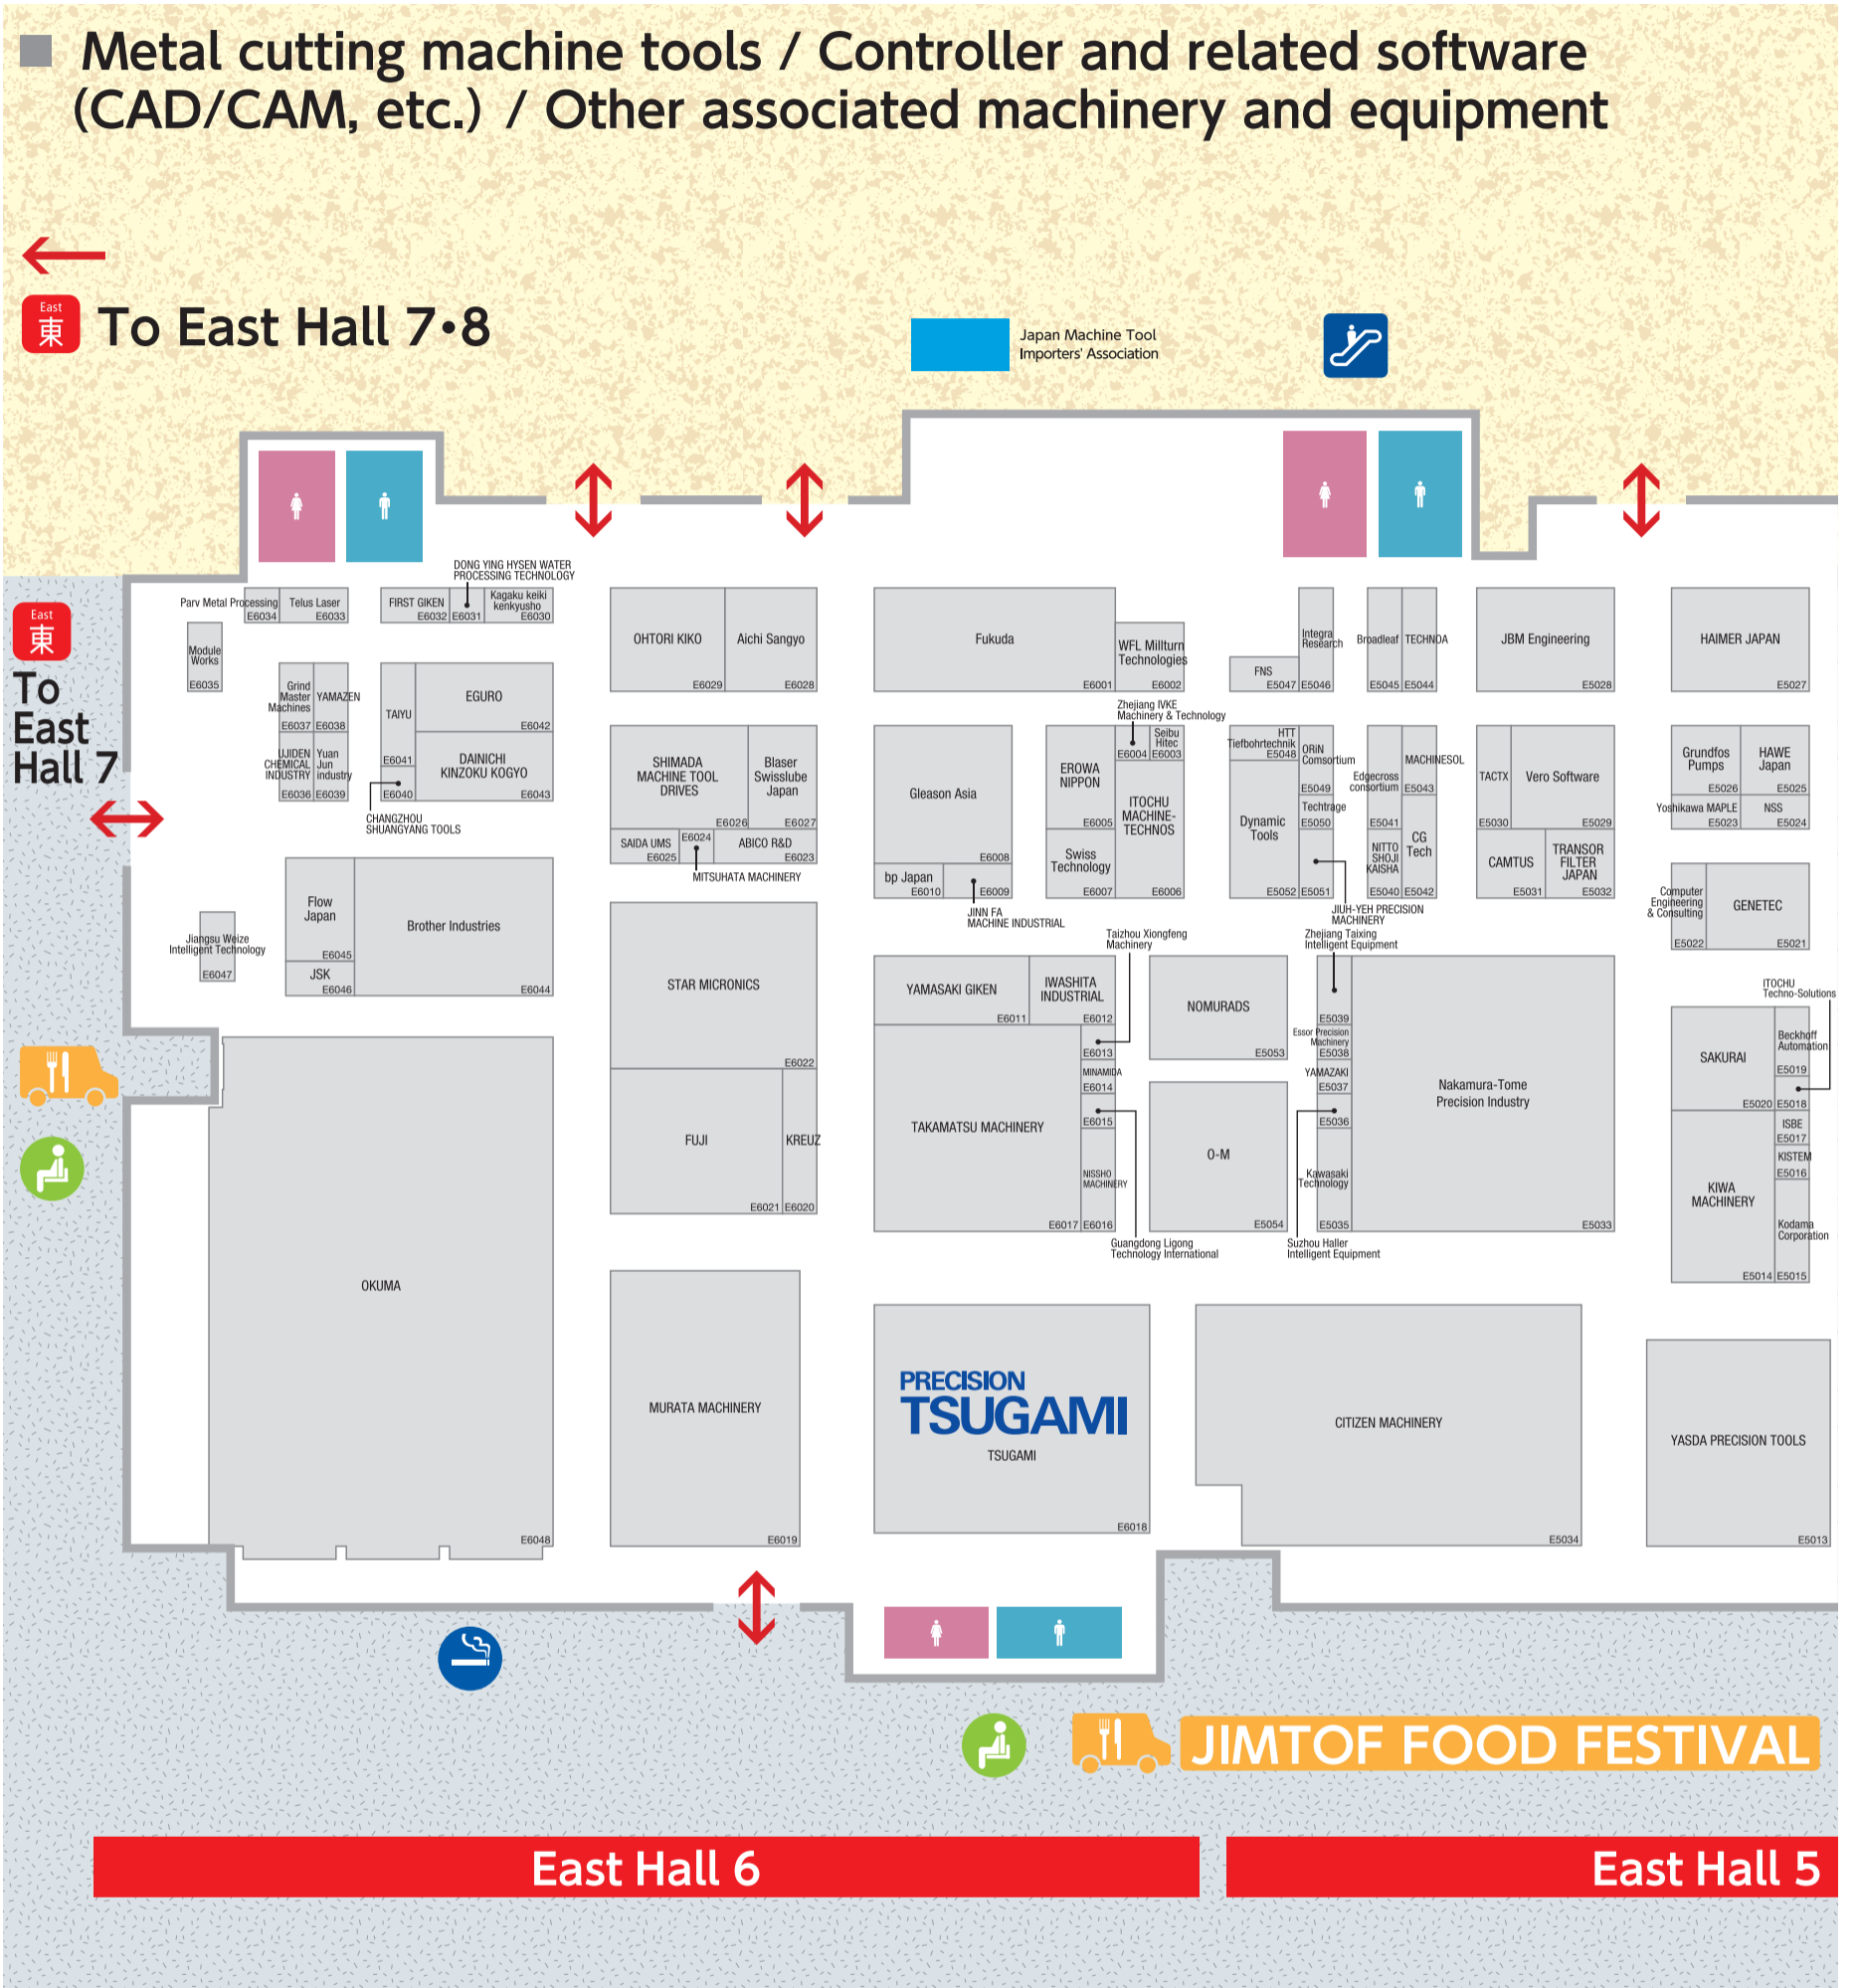 Metal cutting machine tools / Controller and related software
(CAD/CAM, etc.) / Other associated machinery and equipment
East
東
To East Hall 7・8
Japan Machine Tool
Importers' Association
East
東
To
East
Hall 7
DONG YING HYSEN WATER
PROCESSING TECHNOLOGY
Parv Metal Processing
E6034
Telus Laser
E6033
FIRST GIKEN
E6032
E6031
Kagaku keiki
kenkyusho
E6030
Module
Works
E6035
Grind
Master
Machines
E6037
YAMAZEN
E6038
UJIDEN
CHEMICAL
INDUSTRY
E6036
Yuan
Jun
industry
E6039
TAIYU
E6041
E6040
EGURO
E6042
DAINICHI
KINZOKU KOGYO
E6043
CHANGZHOU
SHUANGYANG TOOLS
OHTORI KIKO
E6029
Aichi Sangyo
E6028
SHIMADA
MACHINE TOOL
DRIVES
E6026
Blaser
Swisslube
Japan
E6027
SAIDA UMS
E6025
E6024
ABICO R&D
E6023
MITSUHATA MACHINERY
Fukuda
E6001
WFL Millturn
Technologies
E6002
Zhejiang IVKE
Machinery & Technology
Gleason Asia
E6008
bp Japan
E6010
E6009
JINN FA
MACHINE INDUSTRIAL
EROWA
NIPPON
E6005
E6004
Seibu
Hitec
E6003
ITOCHU
MACHINE-
TECHNOS
E6006
Swiss
Technology
E6007
FNS
E5047
Integra
Research
E5046
Broadleaf
E5045
TECHNOA
E5044
JBM Engineering
E5028
HAIMER JAPAN
E5027
HTT
Tiefbohrtechnik
E5048
ORiN
Comsortium
E5049
Techtrage
E5050
Dynamic
Tools
E5052
E5051
JIUH-YEH PRECISION
MACHINERY
Edgecross
consortium
E5041
MACHINESOL
E5043
NITTO
SHOJI
KAISHA
E5040
CG
Tech
E5042
TACTX
E5030
Vero Software
E5029
CAMTUS
E5031
TRANSOR
FILTER
JAPAN
E5032
Grundfos
Pumps
E5026
HAWE
Japan
E5025
Yoshikawa MAPLE
E5023
NSS
E5024
Computer
Engineering
& Consulting
E5022
GENETEC
E5021
Jiangsu Weize
Intelligent Technology
E6047
Flow
Japan
E6045
JSK
E6046
Brother Industries
E6044
STAR MICRONICS
E6022
FUJI
E6021
KREUZ
E6020
Taizhou Xiongfeng
Machinery
YAMASAKI GIKEN
E6011
IWASHITA
INDUSTRIAL
E6012
E6013
MINAMIDA
E6014
E6015
TAKAMATSU MACHINERY
E6017
NISSHO
MACHINERY
E6016
Guangdong Ligong
Technology International
NOMURADS
E5053
O-M
E5054
Zhejiang Taixing
Intelligent Equipment
E5039
Essor Precision
Machinery
E5038
YAMAZAKI
E5037
E5036
Kawasaki
Technology
E5035
Suzhou Haller
Intelligent Equipment
Nakamura-Tome
Precision Industry
E5033
ITOCHU
Techno-Solutions
SAKURAI
E5020
Beckhoff
Automation
E5019
E5018
ISBE
E5017
KISTEM
E5016
KIWA
MACHINERY
E5014
Kodama
Corporation
E5015
OKUMA
E6048
MURATA MACHINERY
E6019
PRECISION
TSUGAMI
TSUGAMI
E6018
CITIZEN MACHINERY
E5034
YASDA PRECISION TOOLS
E5013
JIMTOF FOOD FESTIVAL
East Hall 6
East Hall 5